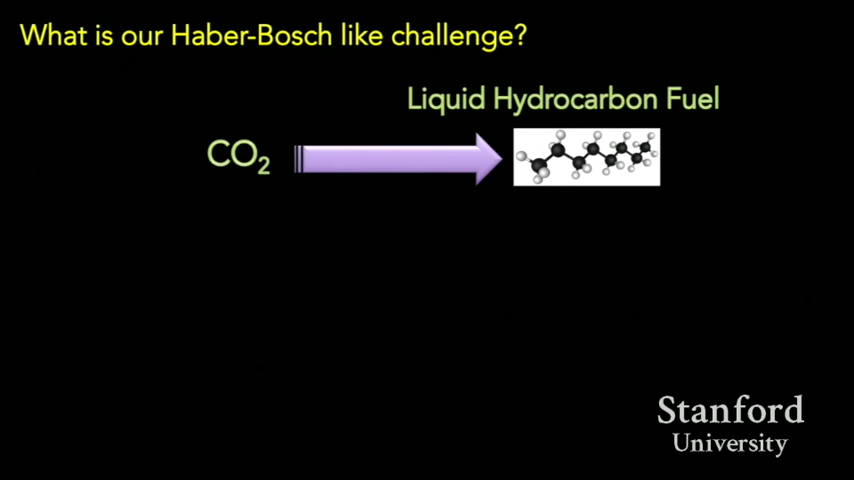 What is our Haber-Bosch like challenge?
Liquid Hydrocarbon Fuel
CO₂
Stanford
University